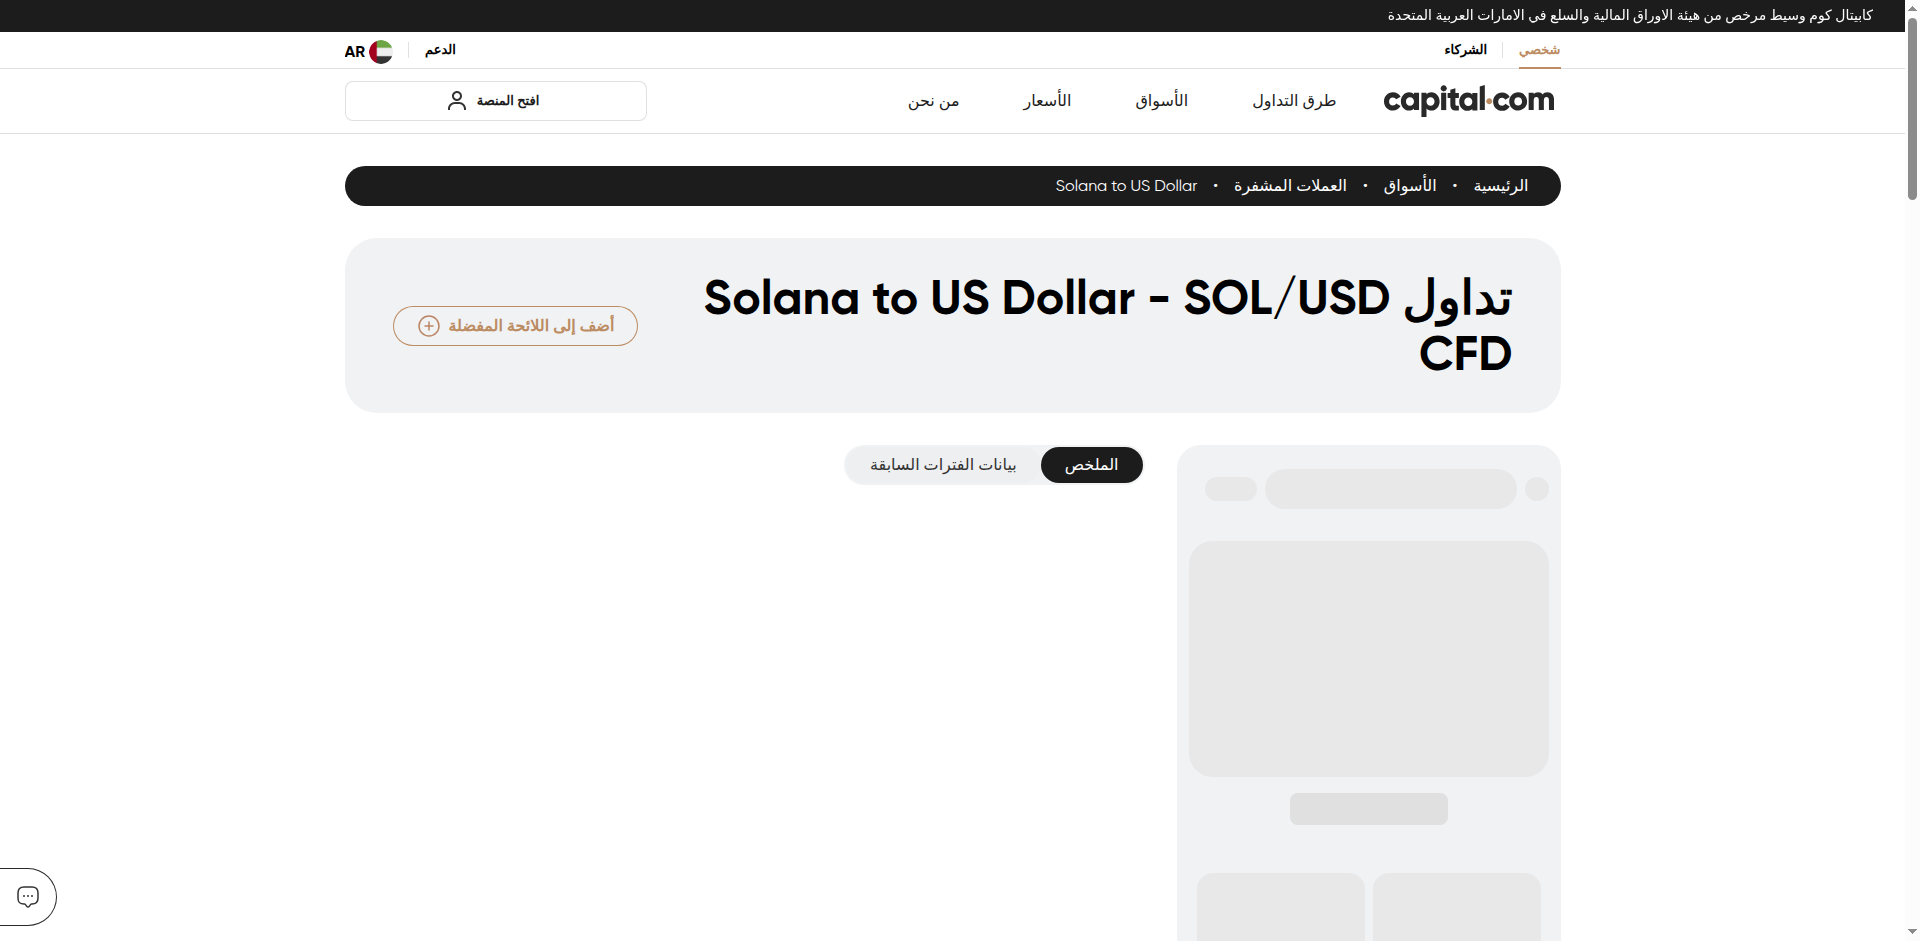 كابيتال كوم وسيط مرخص من هيئة الاوراق المالية والسلع في الامارات العربية المتحدة
شخصي
الشركاء
الدعم
AR
capital.com
طرق التداول
الأسواق
الأسعار
من نحن
افتح المنصة
الرئيسية • الأسواق • العملات المشفرة • Solana to US Dollar
تداول Solana to US Dollar - SOL/USD
CFD
أضف إلى اللائحة المفضلة
الملخص
بيانات الفترات السابقة